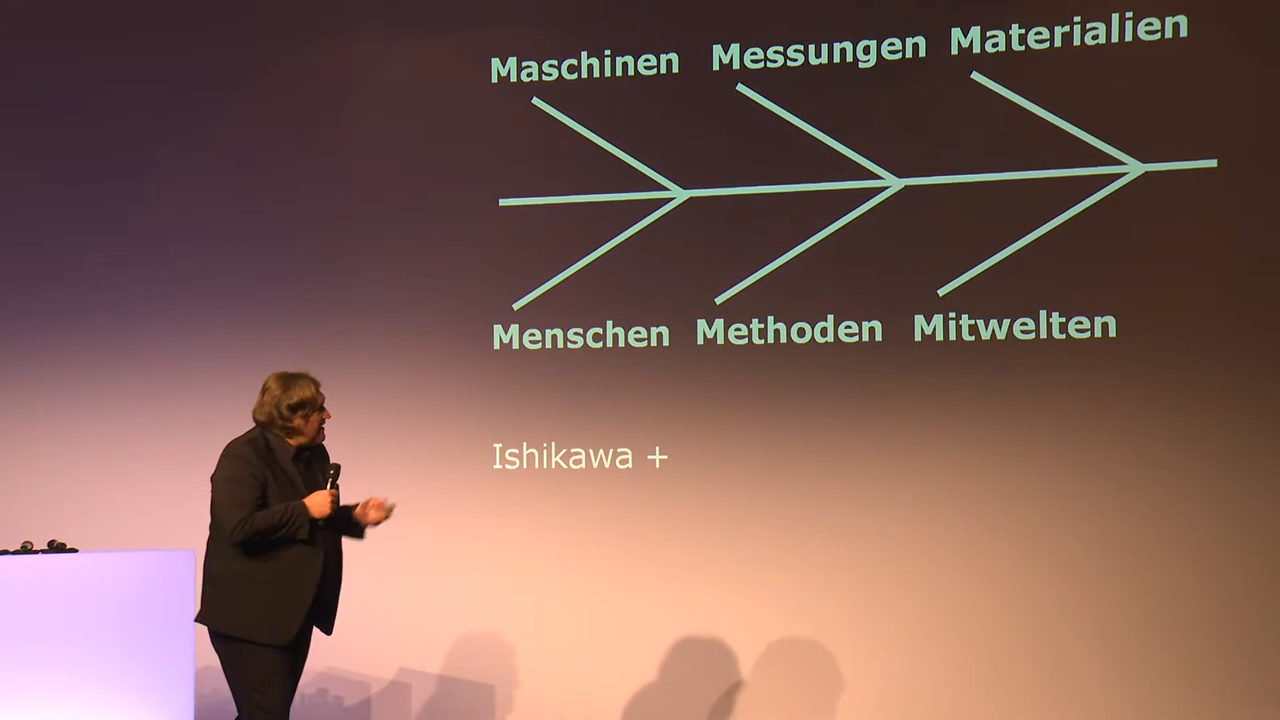 Maschinen Messungen Materialien
Menschen Methoden Mitwelten
Ishikawa +